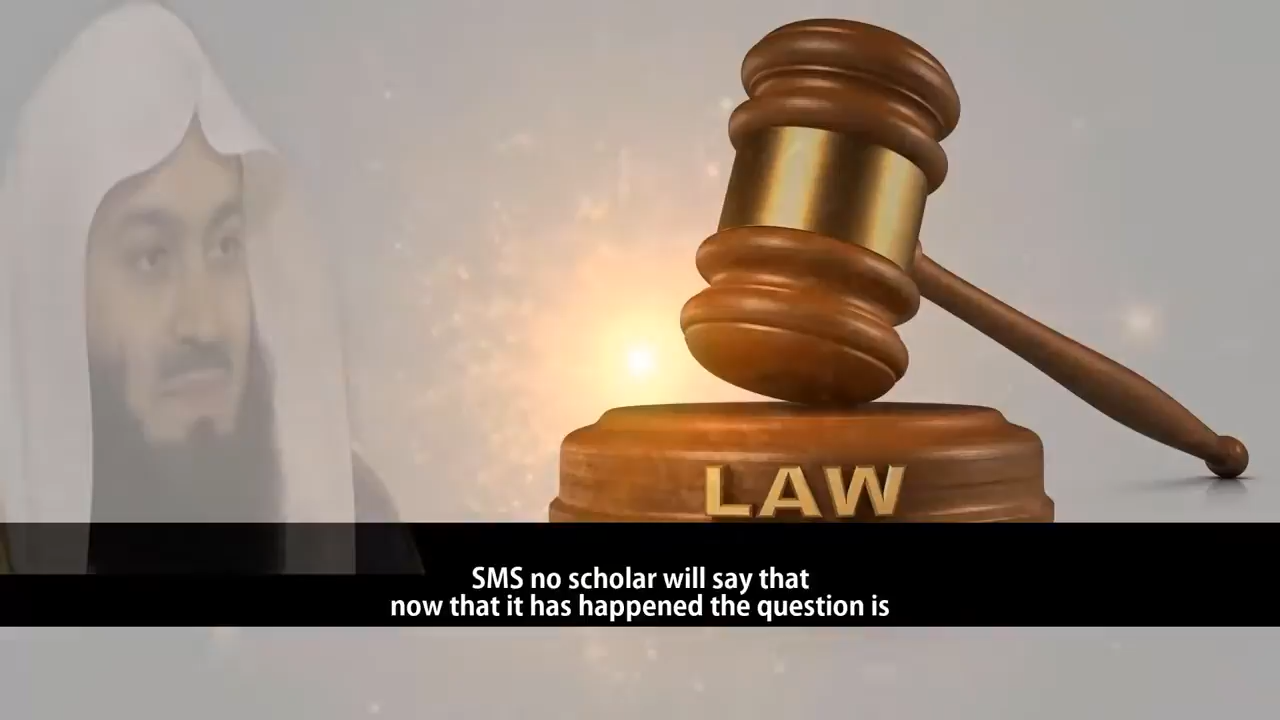 LAW
SMS no scholar will say that
now that it has happened the question is